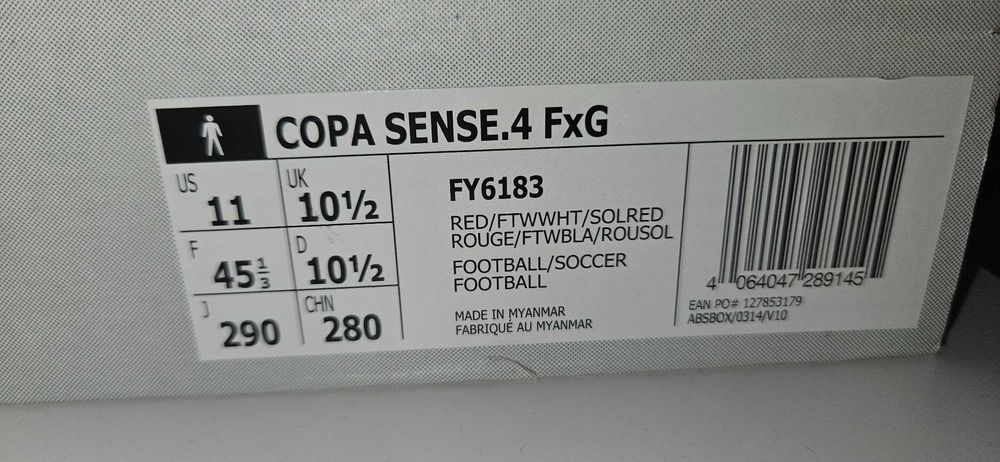 COPA SENSE.4 FxG
US 11 UK 10½
F 45⅓ D 10½
J 290 CHN 280
FY6183
RED/FTWWHT/SOLRED
ROUGE/FTWBLA/ROUSOL
FOOTBALL/SOCCER
FOOTBALL
MADE IN MYANMAR
FABRIQUÉ AU MYANMAR
4 064047 289145
EAN PO# 127853179
ABSBOX/0314/V10